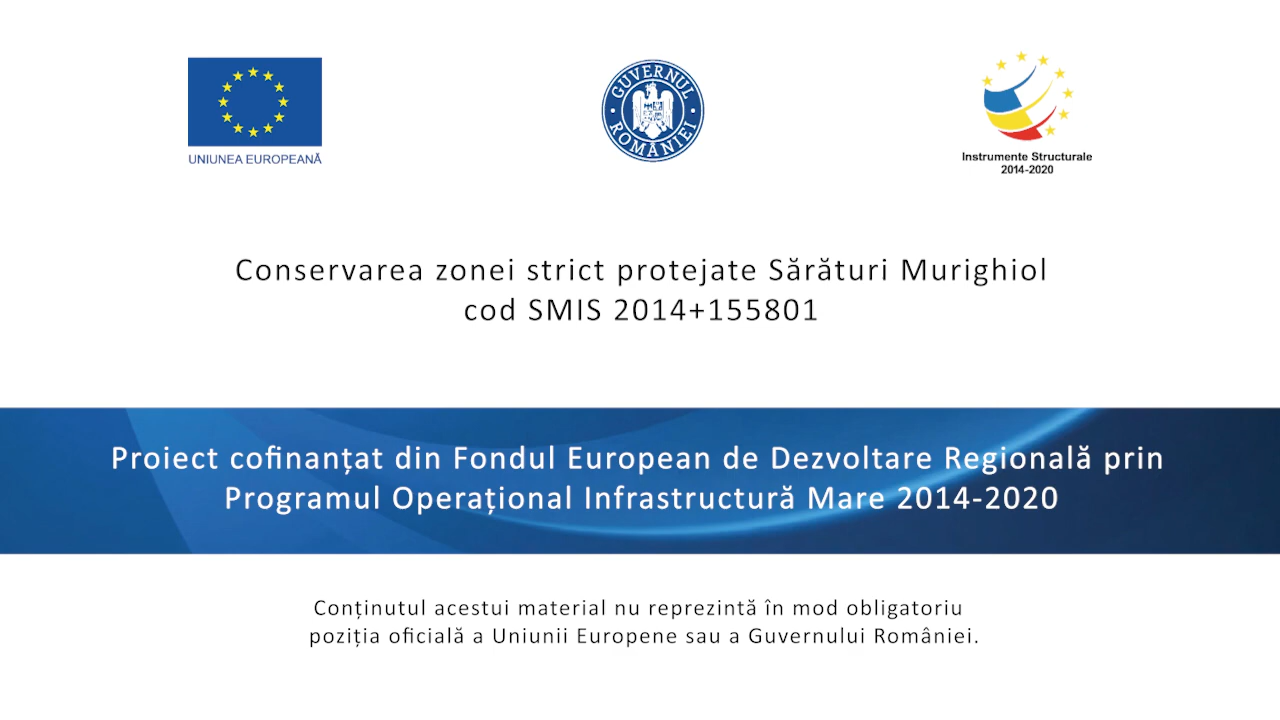 UNIUNEA EUROPEANĂ
GUVERNUL
ROMÂNIEI
Instrumente Structurale
2014-2020
Conservarea zonei strict protejate Sărături Murighiol
cod SMIS 2014+155801
Proiect cofinanțat din Fondul European de Dezvoltare Regională prin
Programul Operațional Infrastructură Mare 2014-2020
Conținutul acestui material nu reprezintă în mod obligatoriu
poziția oficială a Uniunii Europene sau a Guvernului României.